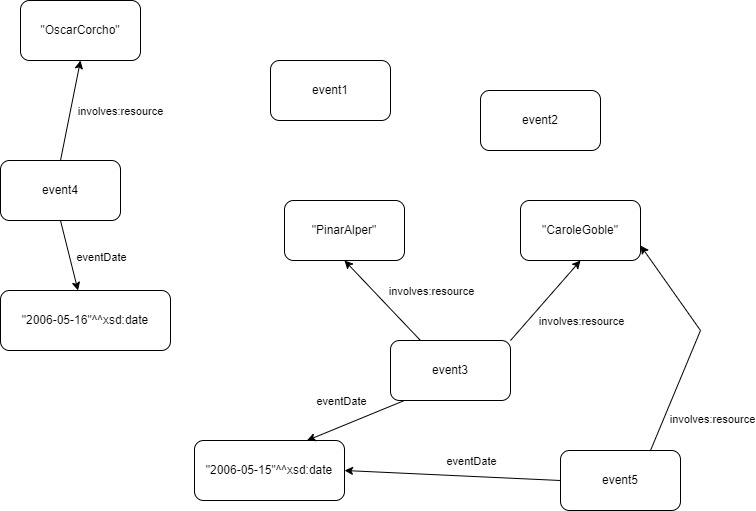 "OscarCorcho"
event1
involves:resource
event2
event4
"PinarAlper"
"CaroleGoble"
eventDate
involves:resource
"2006-05-16"^^xsd:date
involves:resource
event3
eventDate
involves:resource
eventDate
"2006-05-15"^^xsd:date
event5